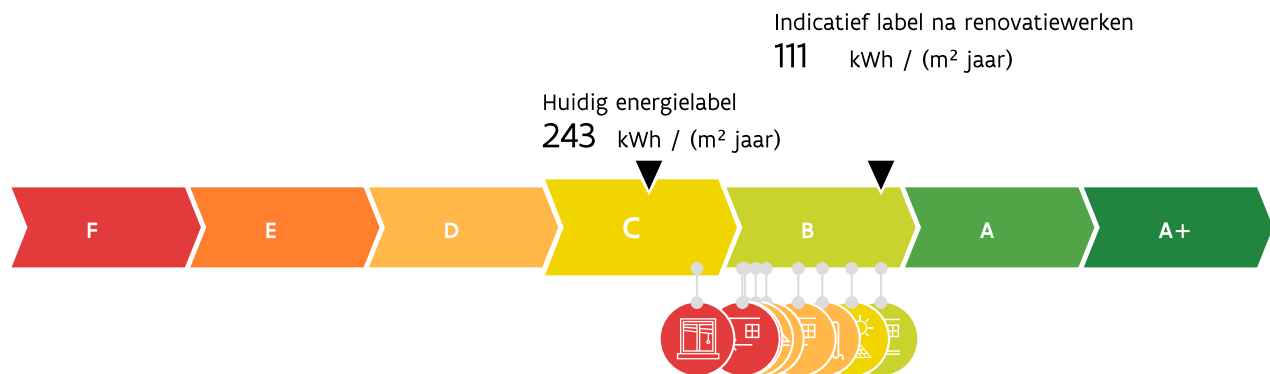 Indicatief label na renovatiewerken
111 kWh / (m² jaar)
Huidig energielabel
243 kWh / (m² jaar)
F E D C B A A+